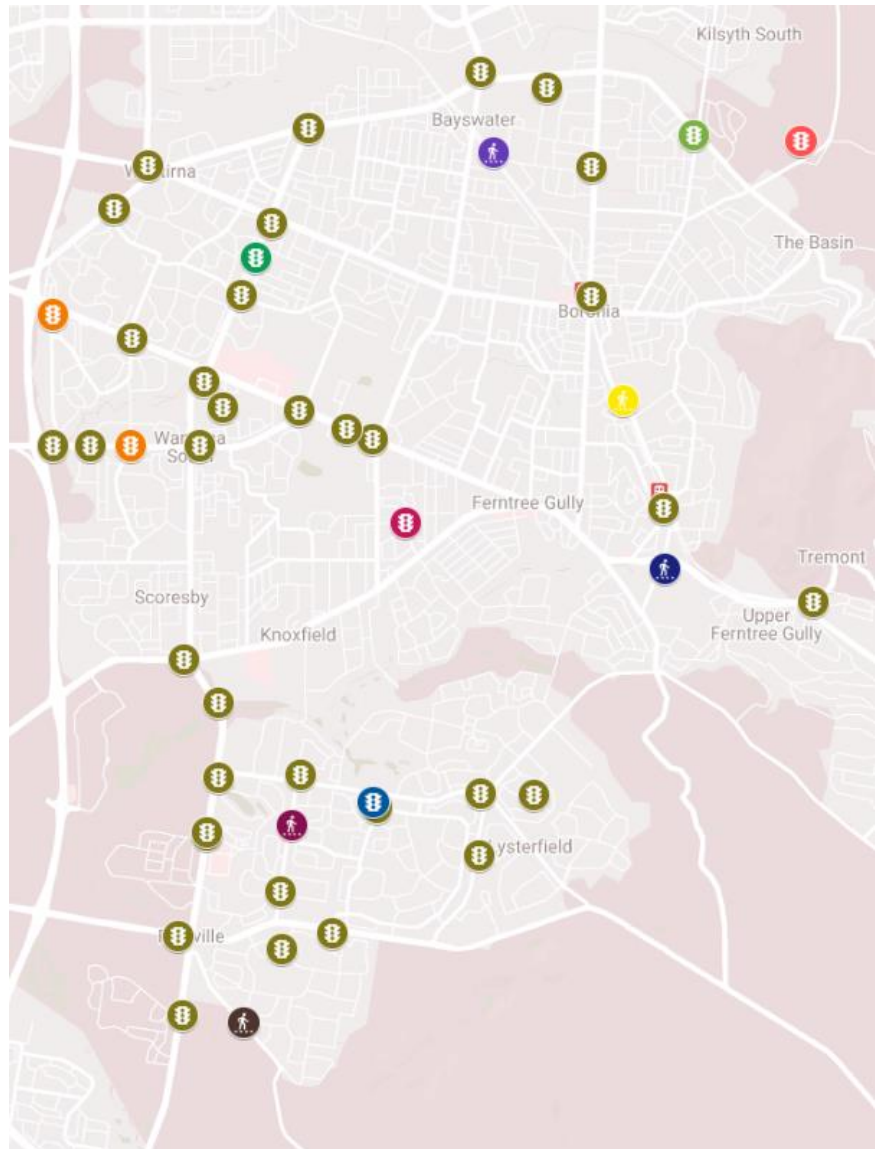 Kilsyth South
Bayswater
The Basin
Ferntree Gully
Tremont
Scoresby
Upper
Ferntree Gully
Knoxfield